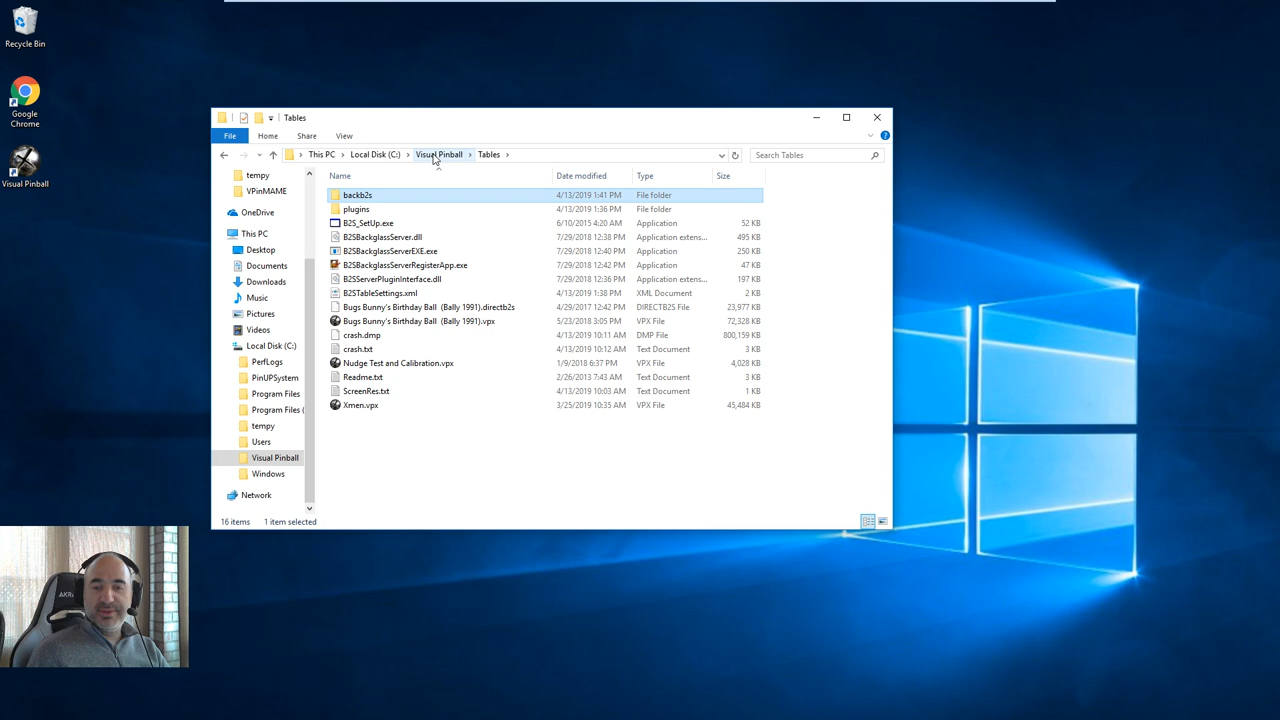 Recycle Bin
Google
Chrome
Visual Pinball
Tables
File Home Share View
This PC Local Disk (C:) Visual Pinball Tables
Search Tables
Name Date modified Type Size
tempy
VPinMAME
OneDrive
This PC
Desktop
Documents
Downloads
Music
Pictures
Videos
Local Disk (C:)
PerfLogs
PinUPSystem
Program Files
Program Files (
tempy
Users
Visual Pinball
Windows
Network
backb2s 4/13/2019 1:41 PM File folder
plugins 4/13/2019 1:36 PM File folder
B2S_SetUp.exe 6/10/2015 4:20 AM Application 52 KB
B2SBackglassServer.dll 7/29/2018 12:38 PM Application extens... 495 KB
B2SBackglassServerEXE.exe 7/29/2018 12:40 PM Application 250 KB
B2SBackglassServerRegisterApp.exe 7/29/2018 12:42 PM Application 47 KB
B2SServerPluginInterface.dll 7/29/2018 12:36 PM Application extens... 197 KB
B2STableSettings.xml 4/13/2019 1:38 PM XML Document 2 KB
Bugs Bunny's Birthday Ball (Bally 1991).directb2s 4/29/2017 12:42 PM DIRECTB2S File 23,977 KB
Bugs Bunny's Birthday Ball (Bally 1991).vpx 5/23/2018 3:05 PM VPX File 72,328 KB
crash.dmp 4/13/2019 10:11 AM DMP File 800,159 KB
crash.txt 4/13/2019 10:12 AM Text Document 3 KB
Nudge Test and Calibration.vpx 1/9/2018 6:37 PM VPX File 4,028 KB
Readme.txt 2/26/2013 7:43 AM Text Document 3 KB
ScreenRes.txt 4/13/2019 10:03 AM Text Document 1 KB
Xmen.vpx 3/25/2019 10:35 AM VPX File 45,484 KB
16 items 1 item selected
AKRA